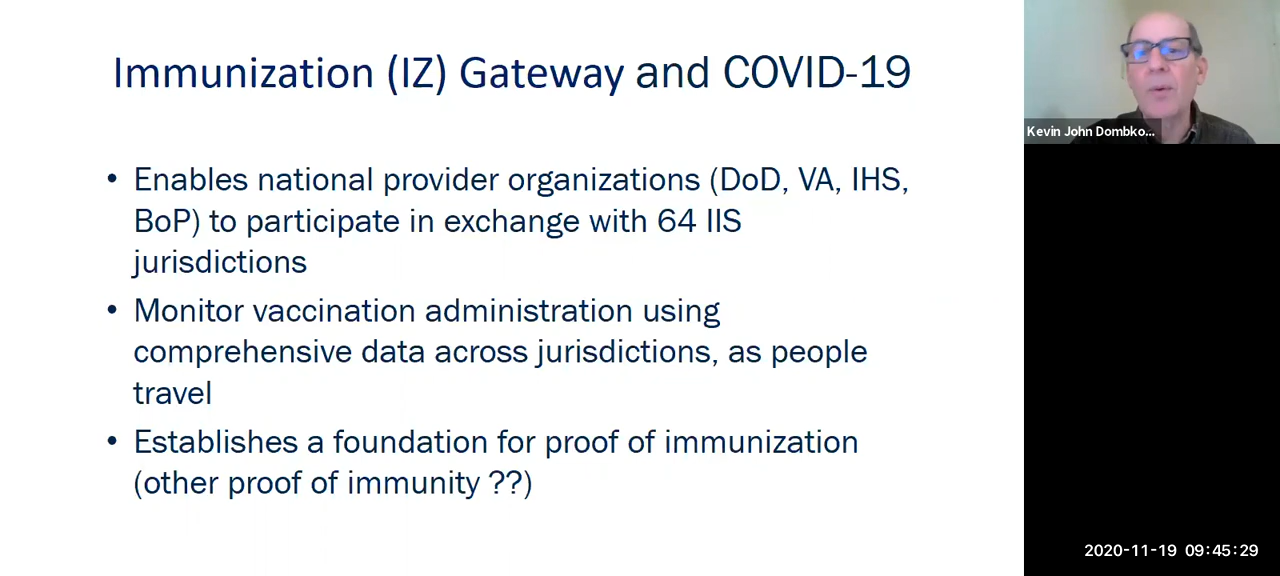 Immunization (IZ) Gateway and COVID-19
• Enables national provider organizations (DoD, VA, IHS,
BoP) to participate in exchange with 64 IIS
jurisdictions
• Monitor vaccination administration using
comprehensive data across jurisdictions, as people
travel
• Establishes a foundation for proof of immunization
(other proof of immunity ??)
Kevin John Dombko...
2020-11-19 09:45:29